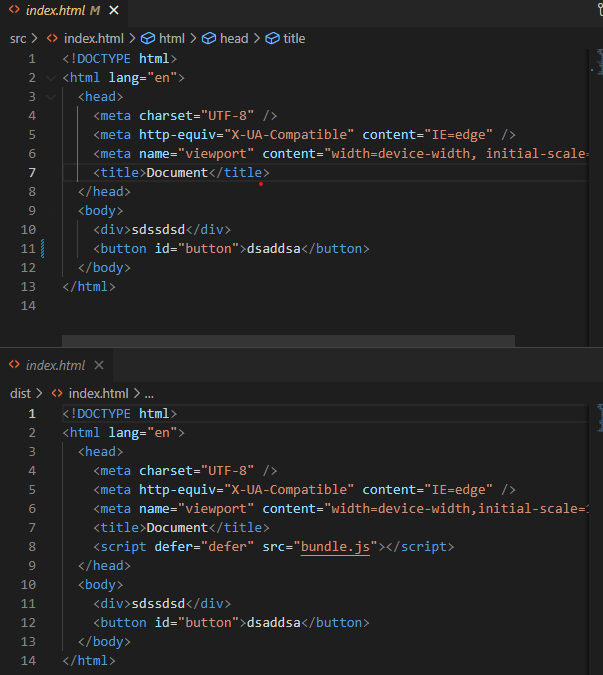 index.html M
src > index.html > html > head > title
1 <!DOCTYPE html>
2 <html lang="en">
3 <head>
4 <meta charset="UTF-8" />
5 <meta http-equiv="X-UA-Compatible" content="IE=edge" />
6 <meta name="viewport" content="width=device-width, initial-scale=
7 <title>Document</title>
8 </head>
9 <body>
10 <div>sdssdsd</div>
11 <button id="button">dsaddsa</button>
12 </body>
13 </html>
14
index.html
dist > index.html > ...
1 <!DOCTYPE html>
2 <html lang="en">
3 <head>
4 <meta charset="UTF-8" />
5 <meta http-equiv="X-UA-Compatible" content="IE=edge" />
6 <meta name="viewport" content="width=device-width,initial-scale=
7 <title>Document</title>
8 <script defer="defer" src="bundle.js"></script>
9 </head>
10 <body>
11 <div>sdssdsd</div>
12 <button id="button">dsaddsa</button>
13 </body>
14 </html>